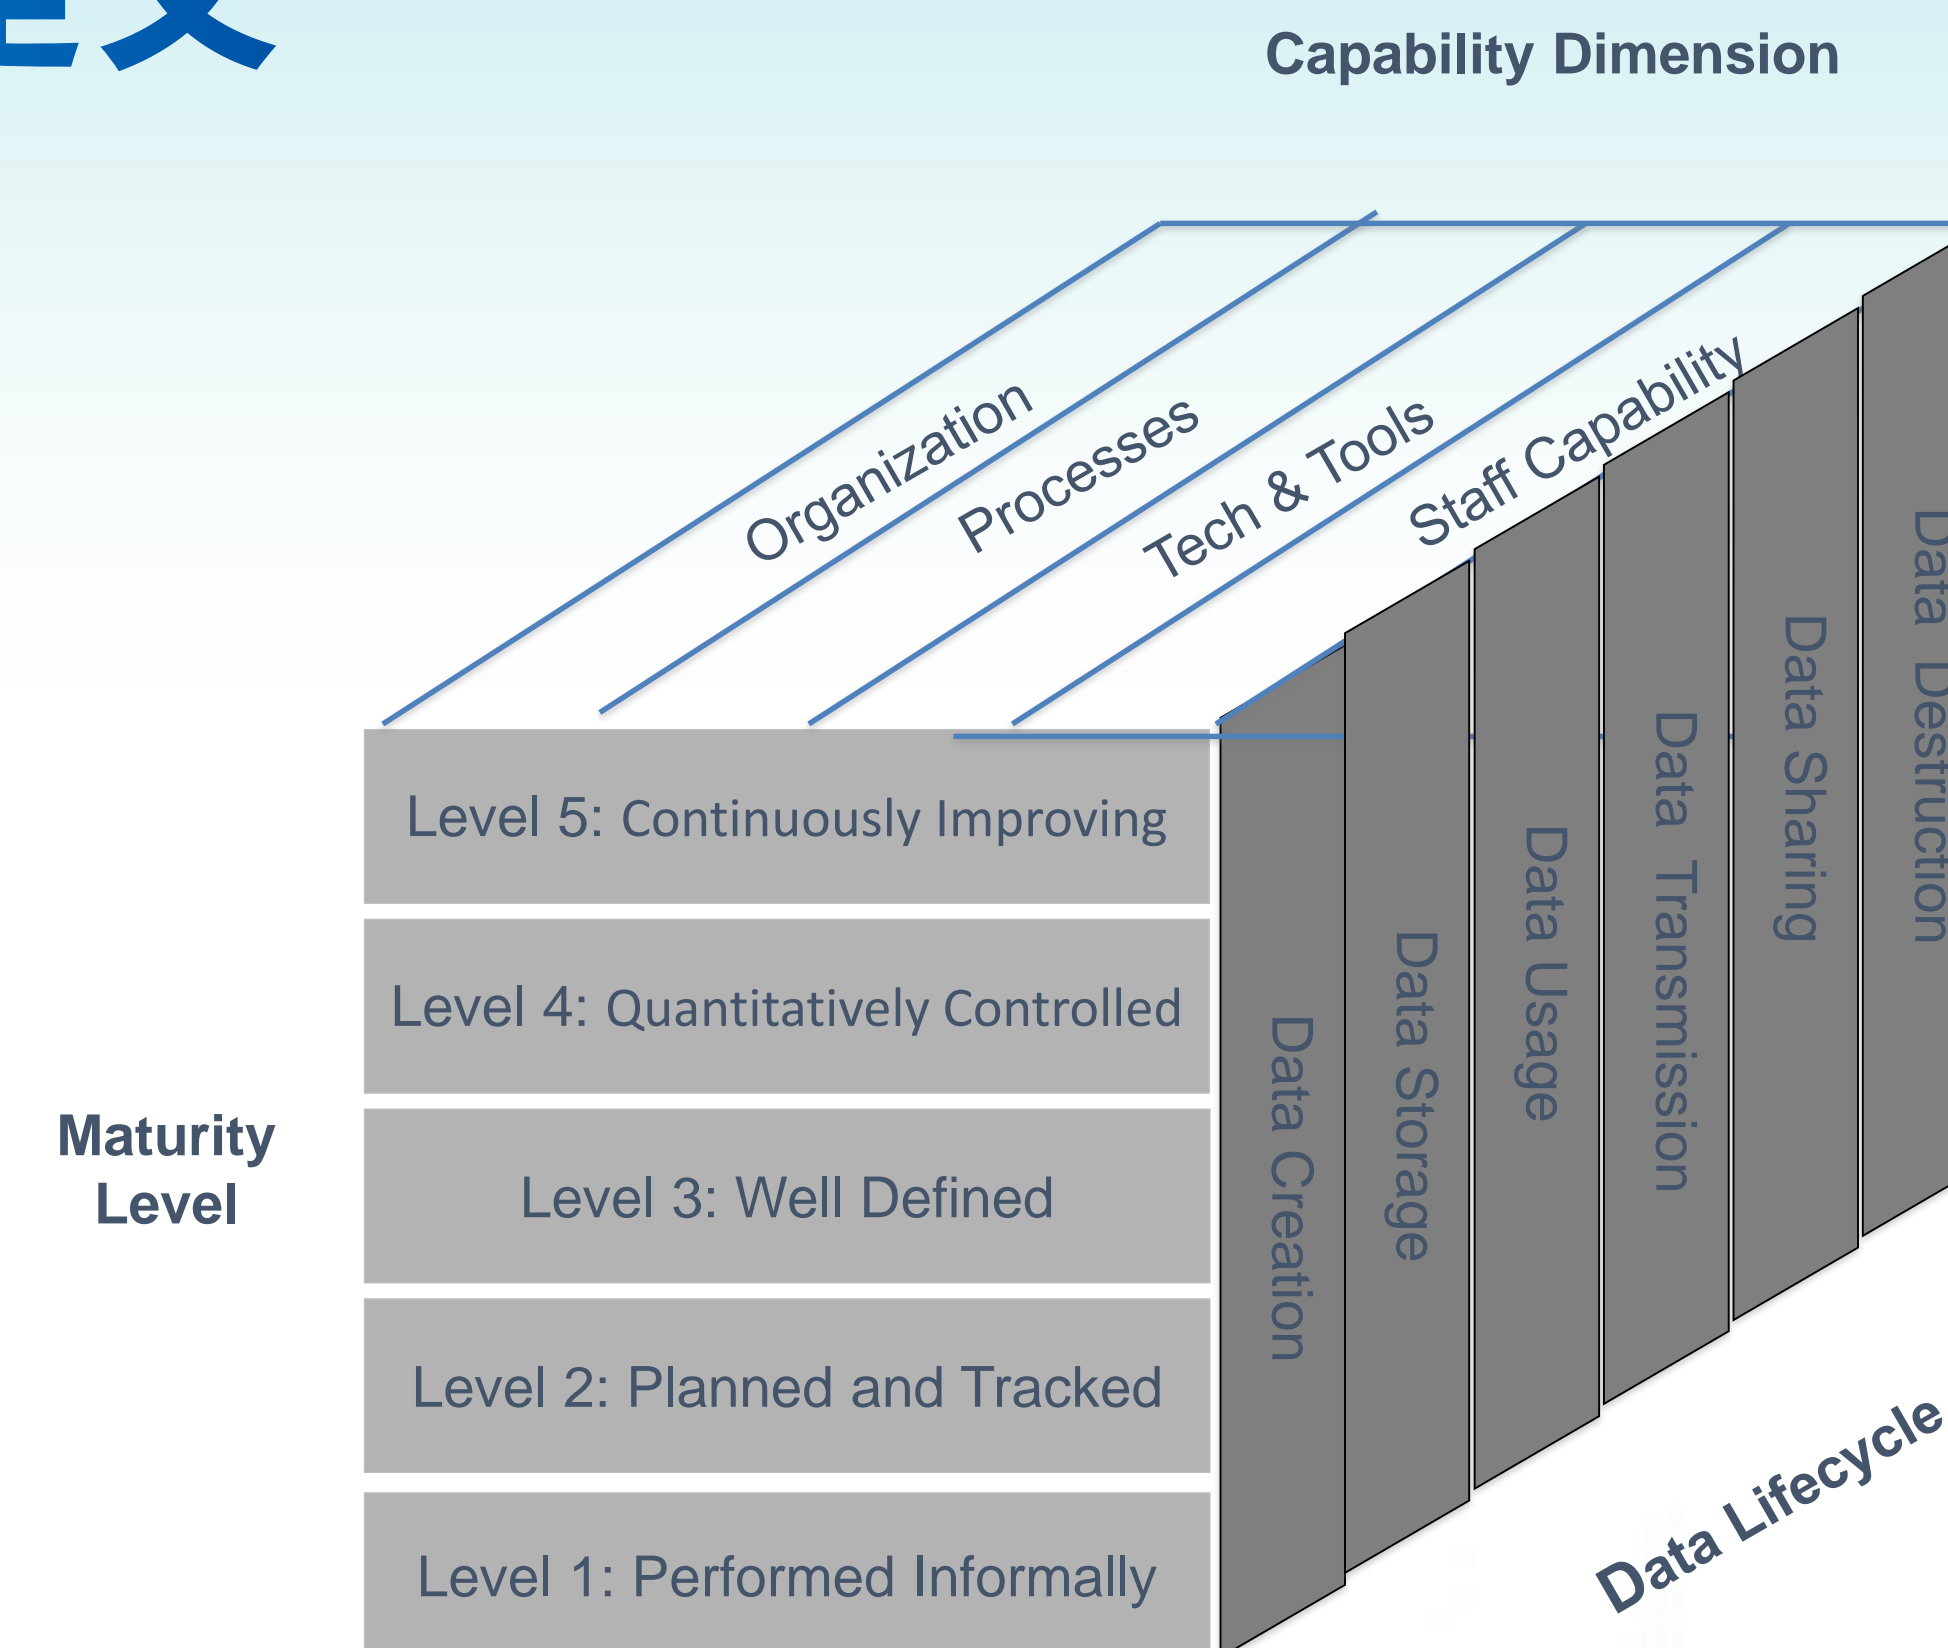 Capability Dimension
Organization
Processes
Tech & Tools
Staff Capability
Level 5: Continuously Improving
Level 4: Quantitatively Controlled
Level 3: Well Defined
Level 2: Planned and Tracked
Level 1: Performed Informally
Maturity
Level
Data Creation
Data Storage
Data Usage
Data Transmission
Data Sharing
Data Destruction
Data Lifecycle